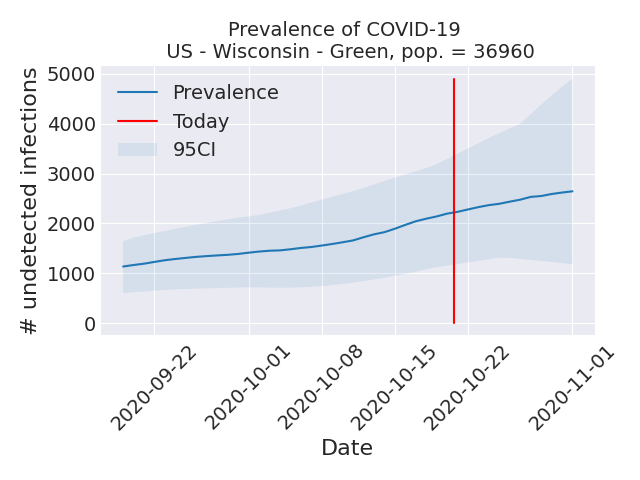 Prevalence of COVID-19
US - Wisconsin - Green, pop. = 36960
# undetected infections
5000
4000
3000
2000
1000
0
Prevalence
Today
95CI
2020-09-22
2020-10-01
2020-10-08
2020-10-15
2020-10-22
2020-11-01
Date